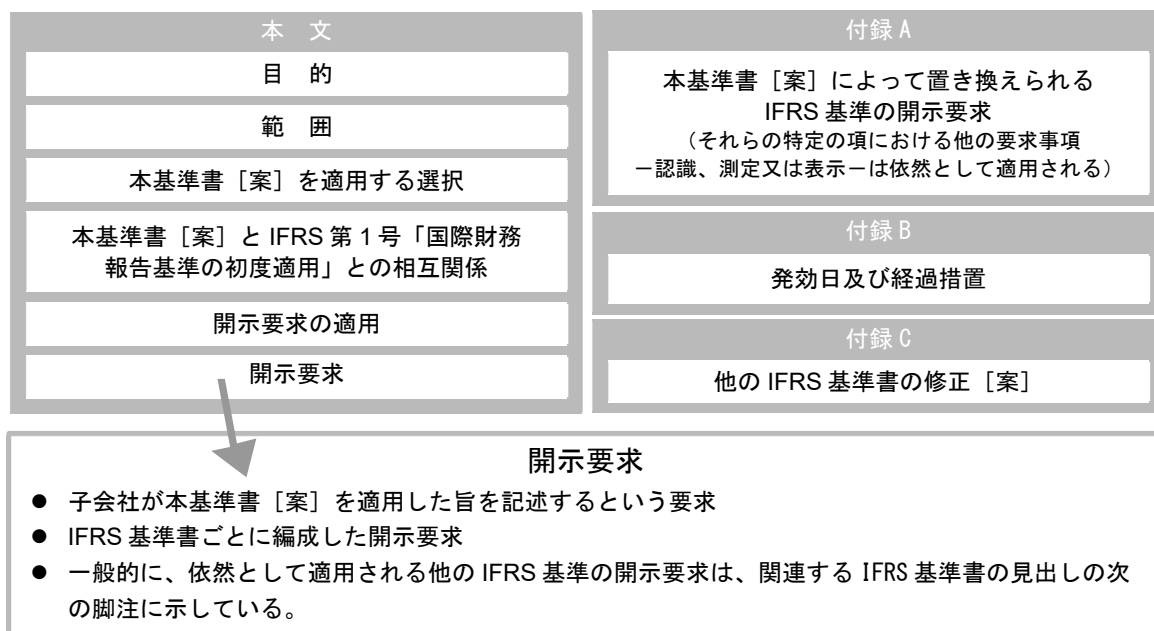 本 文
目 的
範 囲
本基準書［案］を適用する選択
本基準書［案］と IFRS 第 1 号「国際財務
報告基準の初度適用」との相互関係
開示要求の適用
開示要求
付録 A
本基準書［案］によって置き換えられる
IFRS 基準の開示要求
（それらの特定の項における他の要求事項
－認識、測定又は表示－は依然として適用される）
付録 B
発効日及び経過措置
付録 C
他の IFRS 基準書の修正［案］
開示要求
● 子会社が本基準書［案］を適用した旨を記述するという要求
● IFRS 基準書ごとに編成した開示要求
● 一般的に、依然として適用される他の IFRS 基準の開示要求は、関連する IFRS 基準書の見出しの次
の脚注に示している。